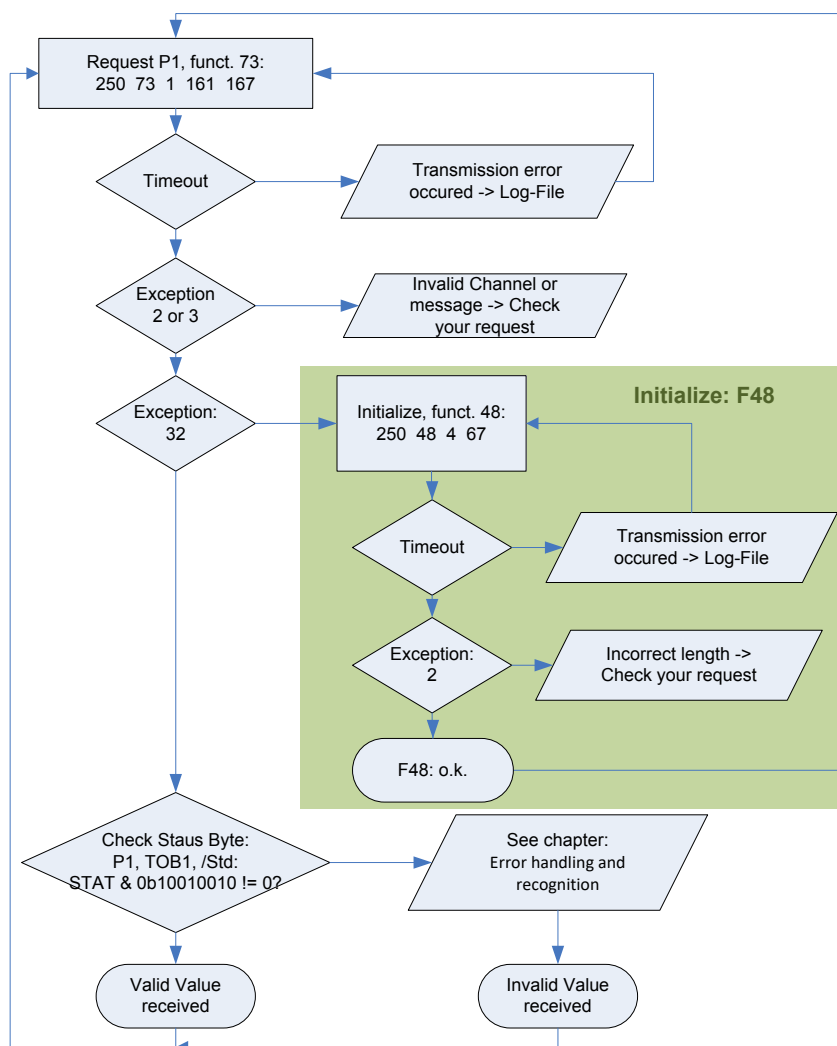 Request P1, funct. 73:
250 73 1 161 167
Timeout
Transmission error
occured -> Log-File
Exception
2 or 3
Invalid Channel or
message -> Check
your request
Exception:
32
Initialize: F48
Initialize, funct. 48:
250 48 4 67
Timeout
Transmission error
occured -> Log-File
Exception:
2
Incorrect length ->
Check your request
F48: o.k.
Check Staus Byte:
P1, TOB1, /Std:
STAT & 0b10010010 != 0?
See chapter:
Error handling and
recognition
Valid Value
received
Invalid Value
received